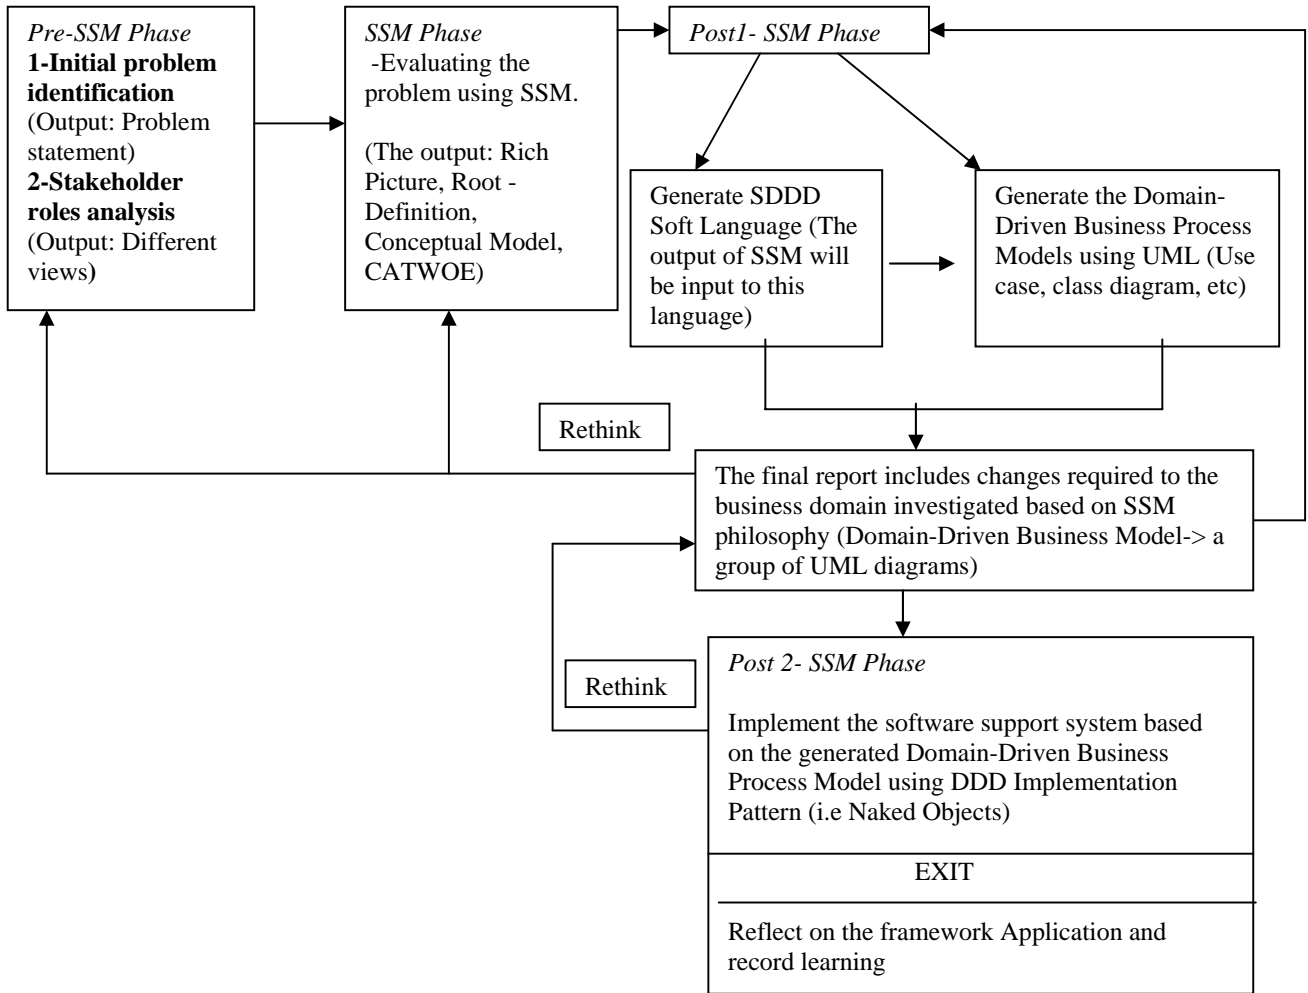 Pre-SSM Phase
1-Initial problem
identification
(Output: Problem
statement)
2-Stakeholder
roles analysis
(Output: Different
views)
SSM Phase
-Evaluating the
problem using SSM.
(The output: Rich
Picture, Root -
Definition,
Conceptual Model,
CATWOE)
Post1- SSM Phase
Generate SDDD
Soft Language (The
output of SSM will
be input to this
language)
Generate the Domain-
Driven Business Process
Models using UML (Use
case, class diagram, etc)
Rethink
The final report includes changes required to the
business domain investigated based on SSM
philosophy (Domain-Driven Business Model-> a
group of UML diagrams)
Rethink
Post 2- SSM Phase
Implement the software support system based
on the generated Domain-Driven Business
Process Model using DDD Implementation
Pattern (i.e Naked Objects)
EXIT
Reflect on the framework Application and
record learning